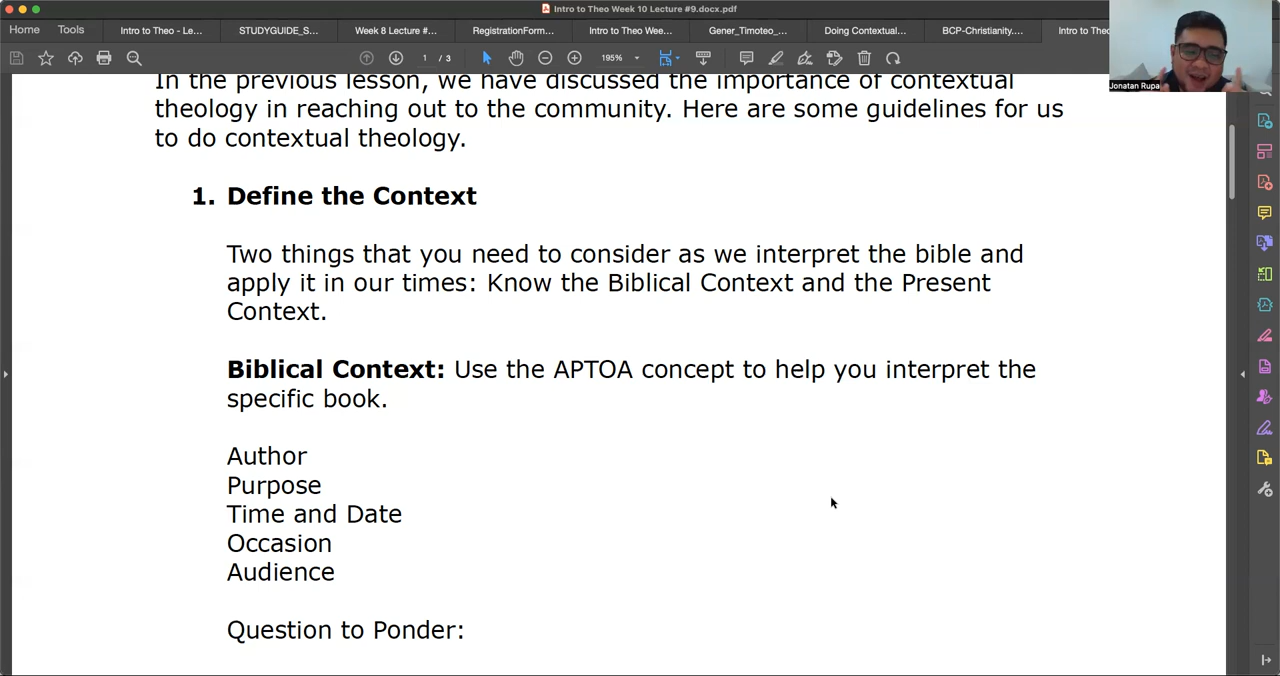 Intro to Theo Week 10 Lecture #9.docx.pdf
Home Tools Intro to Theo - Le... STUDYGUIDE_S... Week 8 Lecture #... RegistrationForm... Intro to Theo Wee... Gener_Timoteo_... Doing Contextual... BCP-Christianity.... Intro to Theo
1 / 3 195%
Jonatan Rupa
In the previous lesson, we have discussed the importance of contextual
theology in reaching out to the community. Here are some guidelines for us
to do contextual theology.
1. Define the Context
Two things that you need to consider as we interpret the bible and
apply it in our times: Know the Biblical Context and the Present
Context.
Biblical Context: Use the APTOA concept to help you interpret the
specific book.
Author
Purpose
Time and Date
Occasion
Audience
Question to Ponder: